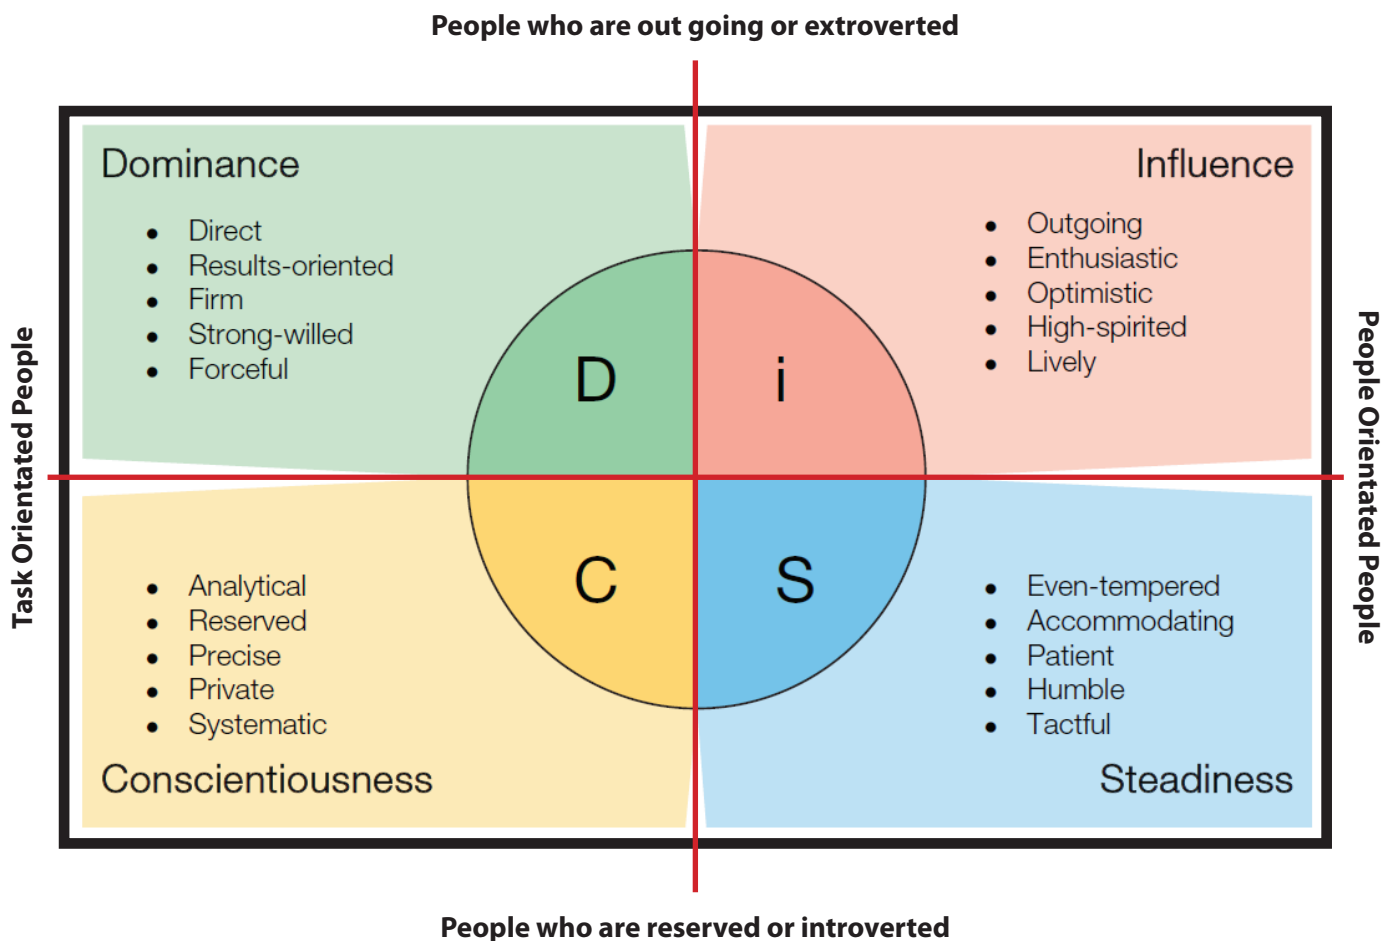 People who are out going or extroverted
Dominance
Direct
Results-oriented
Firm
Strong-willed
Forceful
Influence
Outgoing
Enthusiastic
Optimistic
High-spirited
Lively
D
i
Task Orientated People
People Orientated People
C
S
Analytical
Reserved
Precise
Private
Systematic
Conscientiousness
Even-tempered
Accommodating
Patient
Humble
Tactful
Steadiness
People who are reserved or introverted